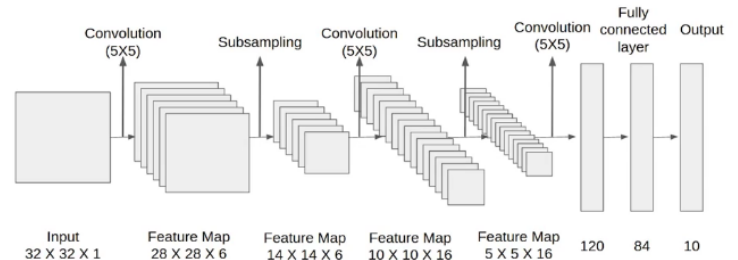 Convolution
(5X5)
Subsampling
Convolution
(5X5)
Subsampling
Convolution
(5X5)
Fully
connected
layer
Output
Input
32 X 32 X 1
Feature Map
28 X 28 X 6
Feature Map
14 X 14 X 6
Feature Map
10 X 10 X 16
Feature Map
5 X 5 X 16
120
84
10